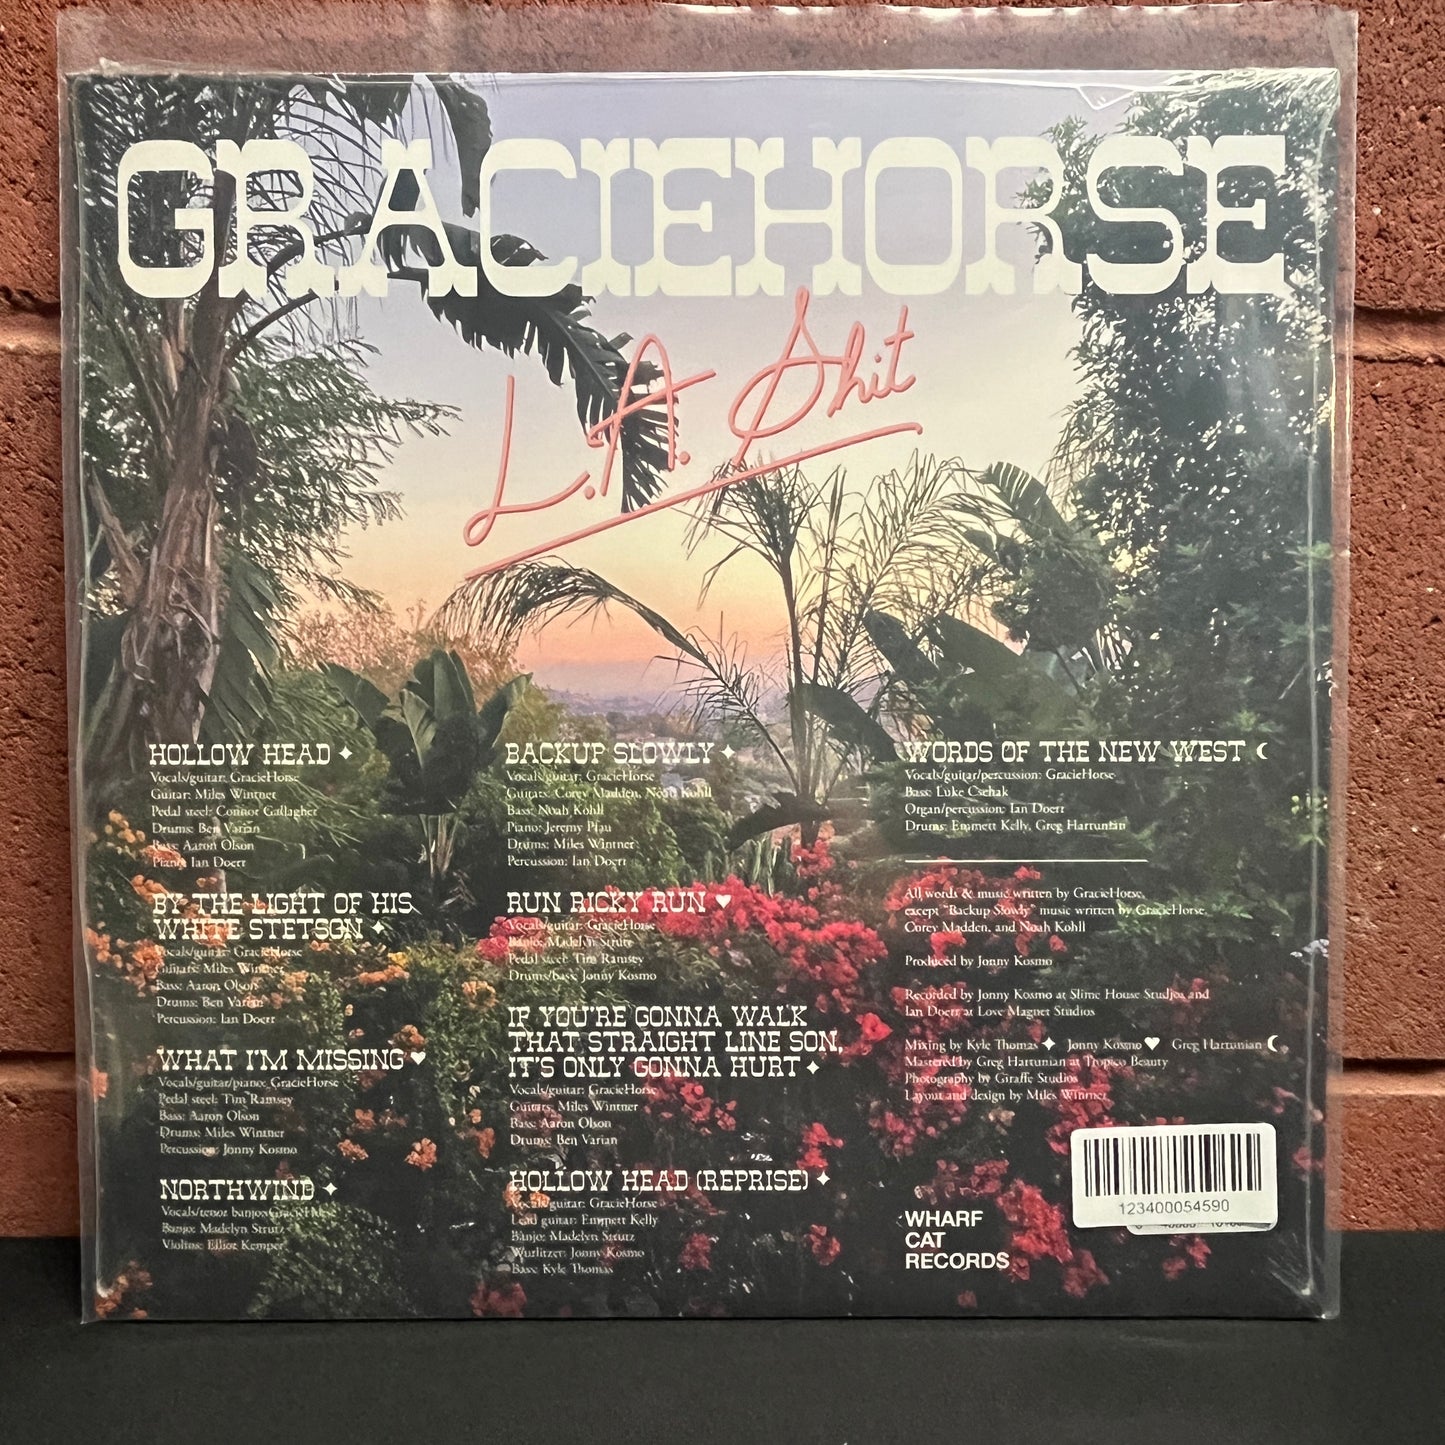 GRACIEHORSE
L.A. Shit
HOLLOW HEAD ✦
Vocals/guitar: GracieHorse
Guitar: Miles Wintner
Pedal steel: Connor Gallagher
Drums: Ben Varian
Bass: Aaron Olson
Piano: Ian Doerr
BY THE LIGHT OF HIS
WHITE STETSON ✦
Vocals/guitar: GracieHorse
Guitars: Miles Wintner
Bass: Aaron Olson
Drums: Ben Varian
Percussion: Ian Doerr
WHAT I'M MISSING ♥
Vocals/guitar/piano: GracieHorse
Pedal steel: Tim Ramsey
Bass: Aaron Olson
Drums: Miles Wintner
Percussion: Jonny Kosmo
NORTHWIND ✦
Vocals/tenor banjo: GracieHorse
Banjo: Madelyn Strutz
Violins: Elliot Kemper
BACKUP SLOWLY ✦
Vocals/guitar: GracieHorse
Guitars: Corey Madden, Noah Kohll
Bass: Noah Kohll
Piano: Jeremy Pfau
Drums: Miles Wintner
Percussion: Ian Doerr
RUN RICKY RUN ♥
Vocals/guitar: GracieHorse
Banjo: Madelyn Strutz
Pedal steel: Tim Ramsey
Drums/bass: Jonny Kosmo
IF YOU'RE GONNA WALK
THAT STRAIGHT LINE SON,
IT'S ONLY GONNA HURT ✦
Vocals/guitar: GracieHorse
Guitars: Miles Wintner
Bass: Aaron Olson
Drums: Ben Varian
HOLLOW HEAD (REPRISE) ✦
Vocals/guitar: GracieHorse
Lead guitar: Emmett Kelly
Banjo: Madelyn Strutz
Wurlitzer: Jonny Kosmo
Bass: Kyle Thomas
WORDS OF THE NEW WEST ☾
Vocals/guitar/percussion: GracieHorse
Bass: Luke Csehak
Organ/percussion: Ian Doerr
Drums: Emmett Kelly, Greg Hartunian
All words & music written by GracieHorse,
except "Backup Slowly" music written by GracieHorse,
Corey Madden, and Noah Kohll
Produced by Jonny Kosmo
Recorded by Jonny Kosmo at Slime House Studios and
Ian Doerr at Love Magnet Studios
Mixing by Kyle Thomas ✦ Jonny Kosmo ♥ Greg Hartunian ☾
Mastered by Greg Hartunian at Tropico Beauty
Photography by Giraffe Studios
Layout and design by Miles Wintner
123400054590
WHARF
CAT
RECORDS